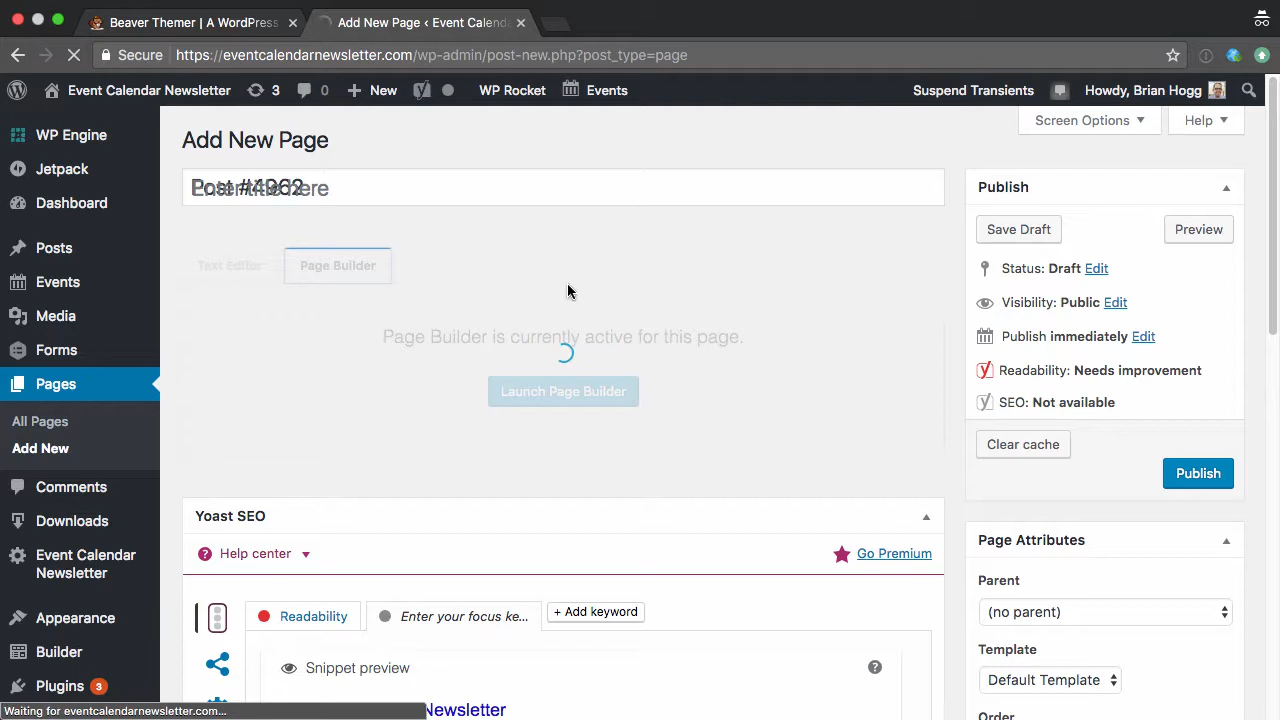 Beaver Themer | A WordPress
Add New Page ‹ Event Calenda
Secure https://eventcalendarnewsletter.com/wp-admin/post-new.php?post_type=page
Event Calendar Newsletter 3 0 New WP Rocket Events Suspend Transients Howdy, Brian Hogg
WP Engine
Jetpack
Dashboard
Posts
Events
Media
Forms
Pages
All Pages
Add New
Comments
Downloads
Event Calendar
Newsletter
Appearance
Builder
Plugins 3
Screen Options Help
Add New Page
Enter title here
Text Editor Page Builder
Page Builder is currently active for this page.
Launch Page Builder
Yoast SEO
Help center Go Premium
Readability Enter your focus ke... + Add keyword
Snippet preview
Newsletter
Publish
Save Draft Preview
Status: Draft Edit
Visibility: Public Edit
Publish immediately Edit
Readability: Needs improvement
SEO: Not available
Clear cache
Publish
Page Attributes
Parent
(no parent)
Template
Default Template
Order
Waiting for eventcalendarnewsletter.com...